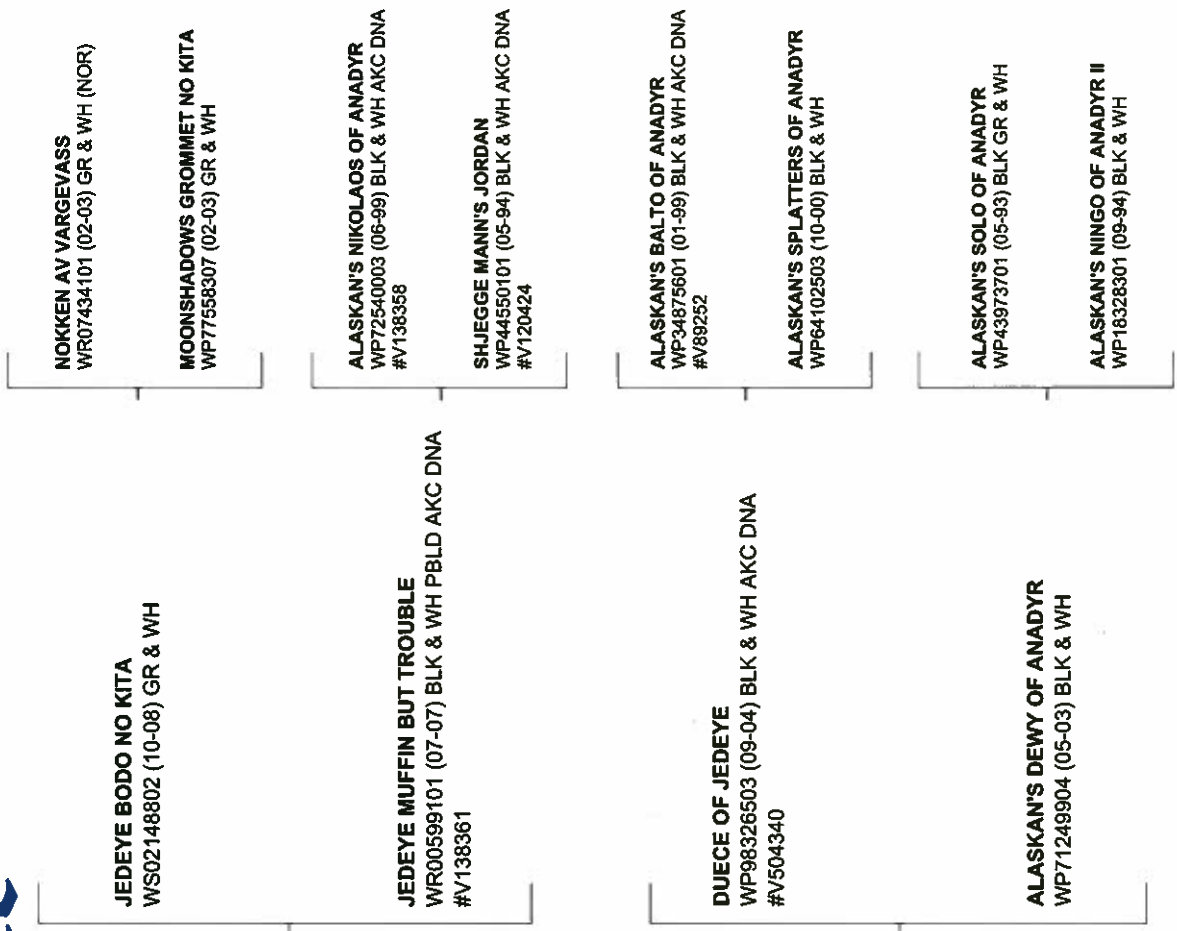 JEDEYE BODO NO KITA
WS02148802 (10-08) GR & WH
JEDEYE MUFFIN BUT TROUBLE
WR00599101 (07-07) BLK & WH PBLD AKC DNA
#V138361
DUECE OF JEDEYE
WP98326503 (09-04) BLK & WH AKC DNA
#V504340
ALASKAN'S DEWY OF ANADYR
WP71249904 (05-03) BLK & WH
NOKKEN AV VARGEVASS
WR07434101 (02-03) GR & WH (NOR)
MOONSHADOWS GROMMET NO KITA
WP77558307 (02-03) GR & WH
ALASKAN'S NIKOLAOS OF ANADYR
WP72540003 (06-99) BLK & WH AKC DNA
#V138358
SHJEGGE MANN'S JORDAN
WP44550101 (05-94) BLK & WH AKC DNA
#V120424
ALASKAN'S BALTO OF ANADYR
WP34875601 (01-99) BLK & WH AKC DNA
#V89252
ALASKAN'S SPLATTERS OF ANADYR
WP64102503 (10-00) BLK & WH
ALASKAN'S SOLO OF ANADYR
WP43973701 (05-93) BLK GR & WH
ALASKAN'S NINGO OF ANADYR II
WP18328301 (09-94) BLK & WH